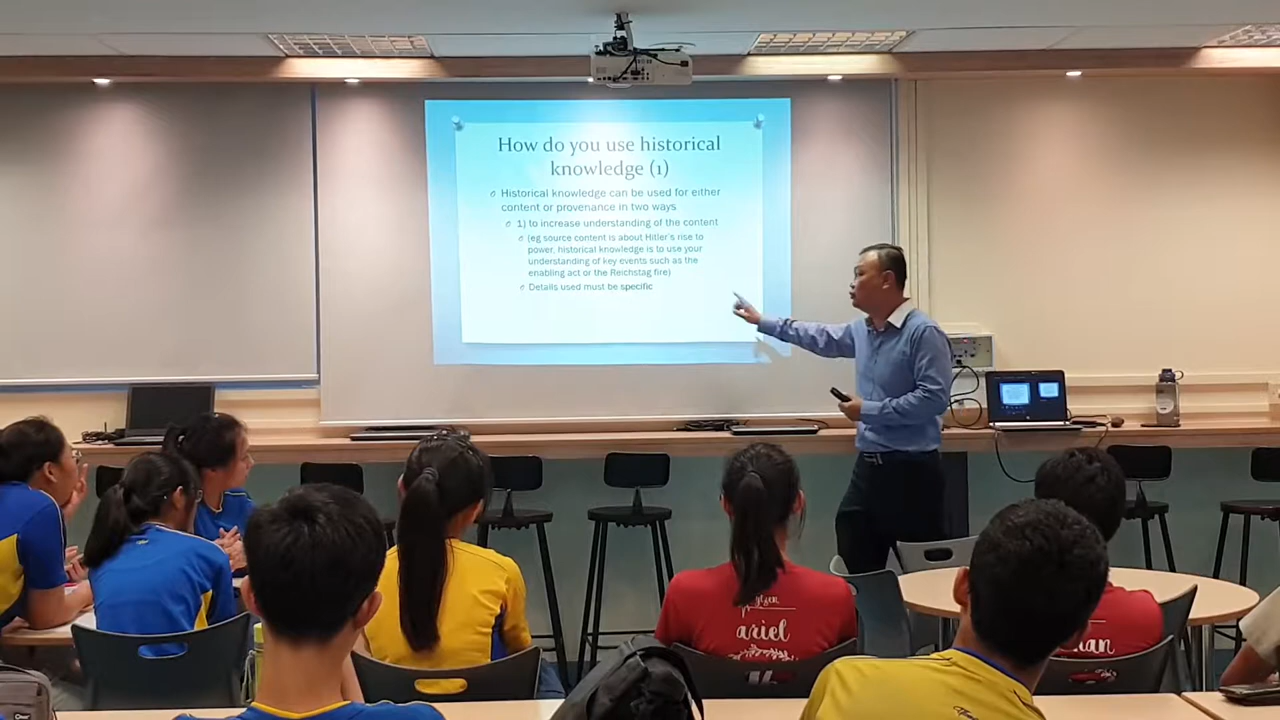 How do you use historical
knowledge (1)
Historical knowledge can be used for either
content or provenance in two ways
1) to increase understanding of the content
(eg source content is about Hitler's rise to
power, historical knowledge is to use your
understanding of key events such as the
enabling act or the Reichstag fire)
Details used must be specific
ariel